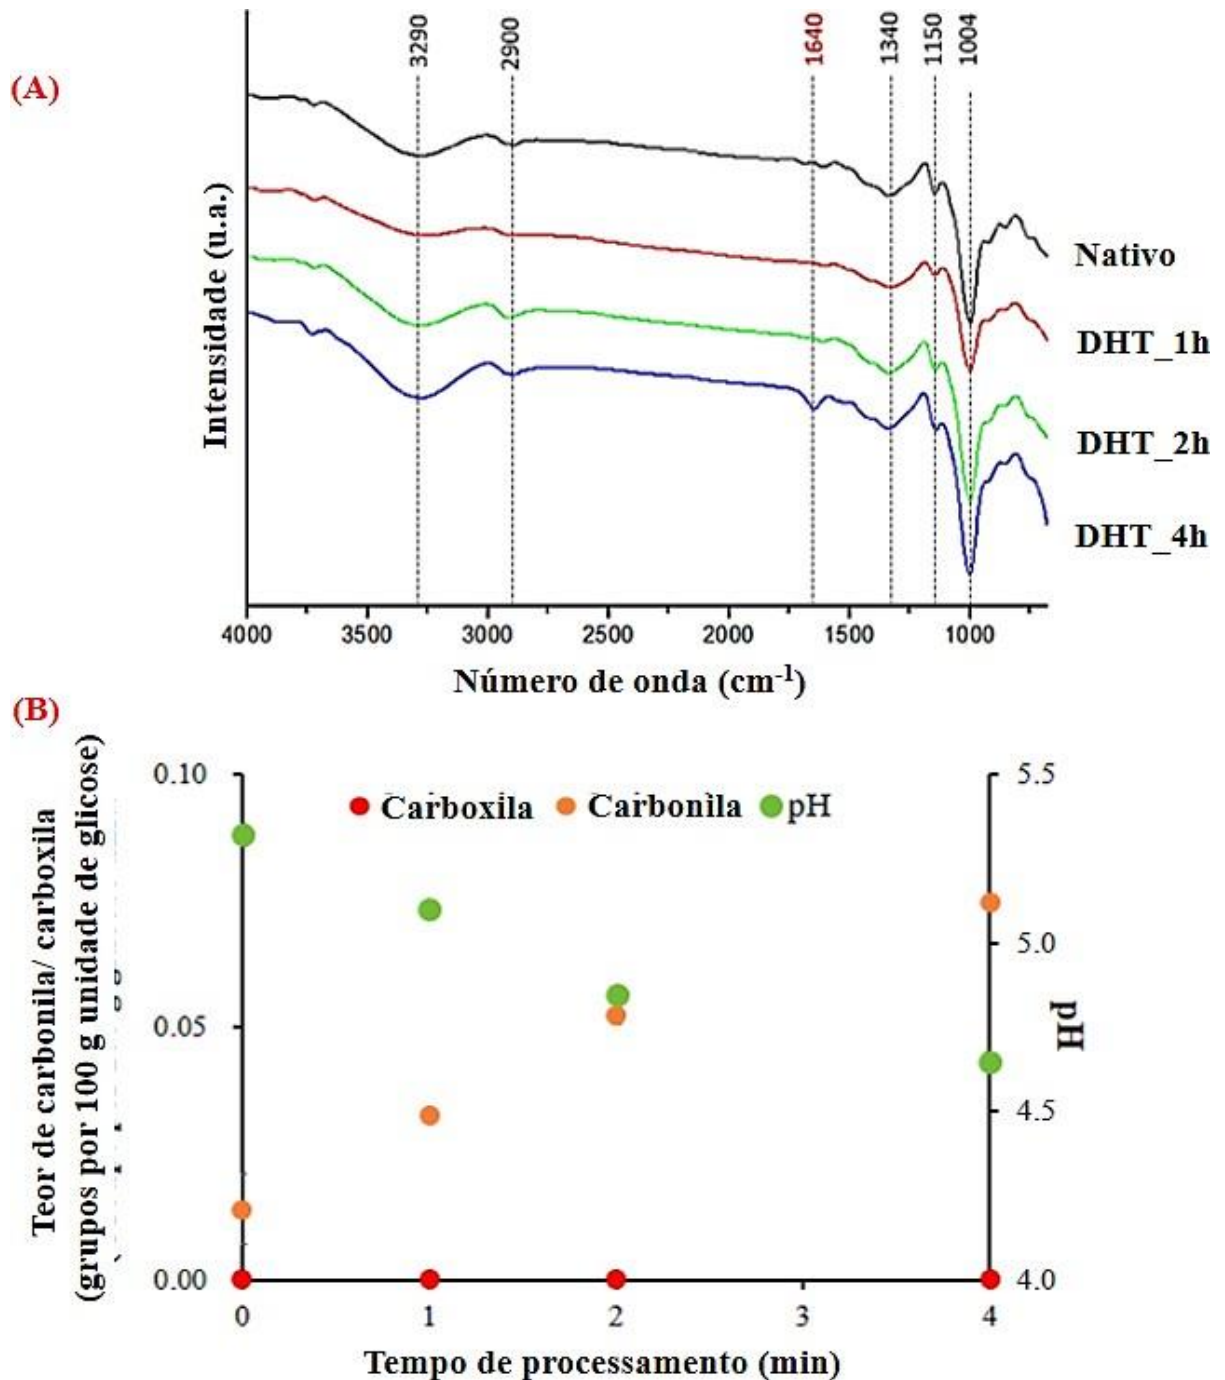 (A)
3290
2900
1640
1340
1150
1004
Intensidade (u.a.)
Nativo
DHT_1h
DHT_2h
DHT_4h
4000 3500 3000 2500 2000 1500 1000
Número de onda (cm-1)
(B)
Teor de carbonila/ carboxila
(grupos por 100 g unidade de glicose)
0.10
0.05
0.00
Carboxila Carbonila pH
5.5
5.0
4.5
4.0
pH
0 1 2 3 4
Tempo de processamento (min)